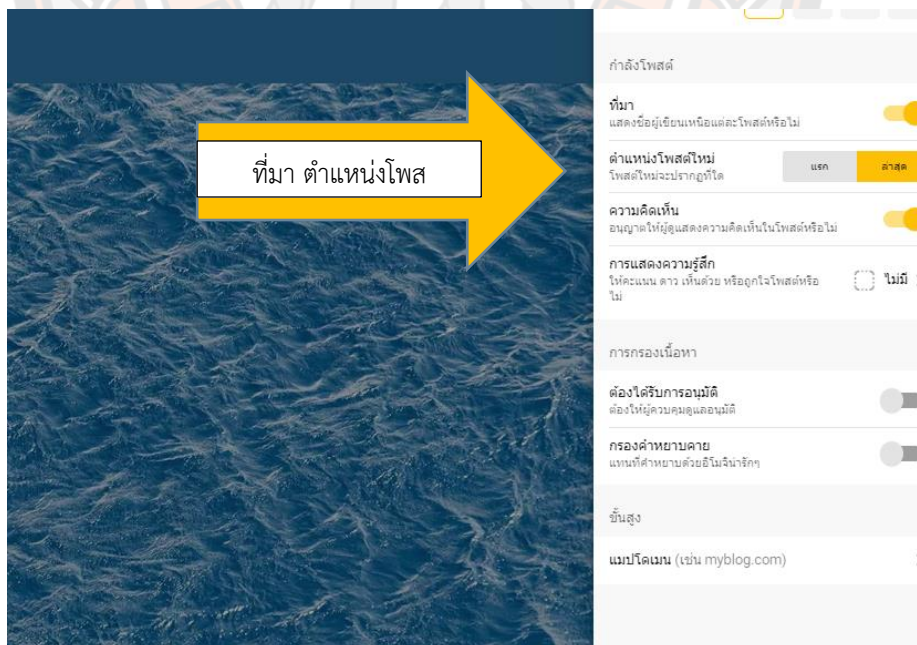 กำลังโพสต์
ที่มา
แสดงชื่อผู้เขียนเหนือแต่ละโพสต์หรือไม่
ที่มา ตำแหน่งโพส
ตำแหน่งโพสต์ใหม่
โพสต์ใหม่จะปรากฏที่ใด
แรก
ล่าสุด
ความคิดเห็น
อนุญาตให้ผู้ดูแสดงความคิดเห็นในโพสต์หรือไม่
การแสดงความรู้สึก
ให้คะแนน ดาว เห็นด้วย หรือถูกใจโพสต์หรือ
ไม่
ไม่มี
การกรองเนื้อหา
ต้องได้รับการอนุมัติ
ต้องให้ผู้ควบคุมดูแลอนุมัติ
กรองคำหยาบคาย
แทนที่คำหยาบด้วยอิโมจิน่ารักๆ
ขั้นสูง
แมปโดเมน (เช่น myblog.com)